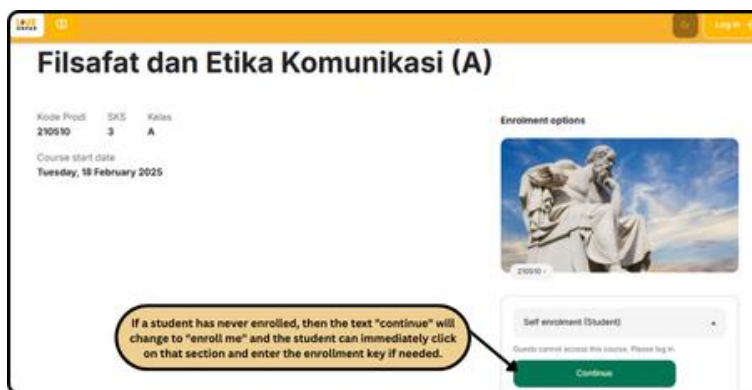 LOVE
UNPAR
Log in
Filsafat dan Etika Komunikasi (A)
Kode Prodi SKS Kelas
210510 3 A
Course start date
Tuesday, 18 February 2025
Enrolment options
210510
Self enrolment (Student)
Guests cannot access this course. Please log in.
Continue
If a student has never enrolled, then the text "continue" will
change to "enroll me" and the student can immediately click
on that section and enter the enrollment key if needed.